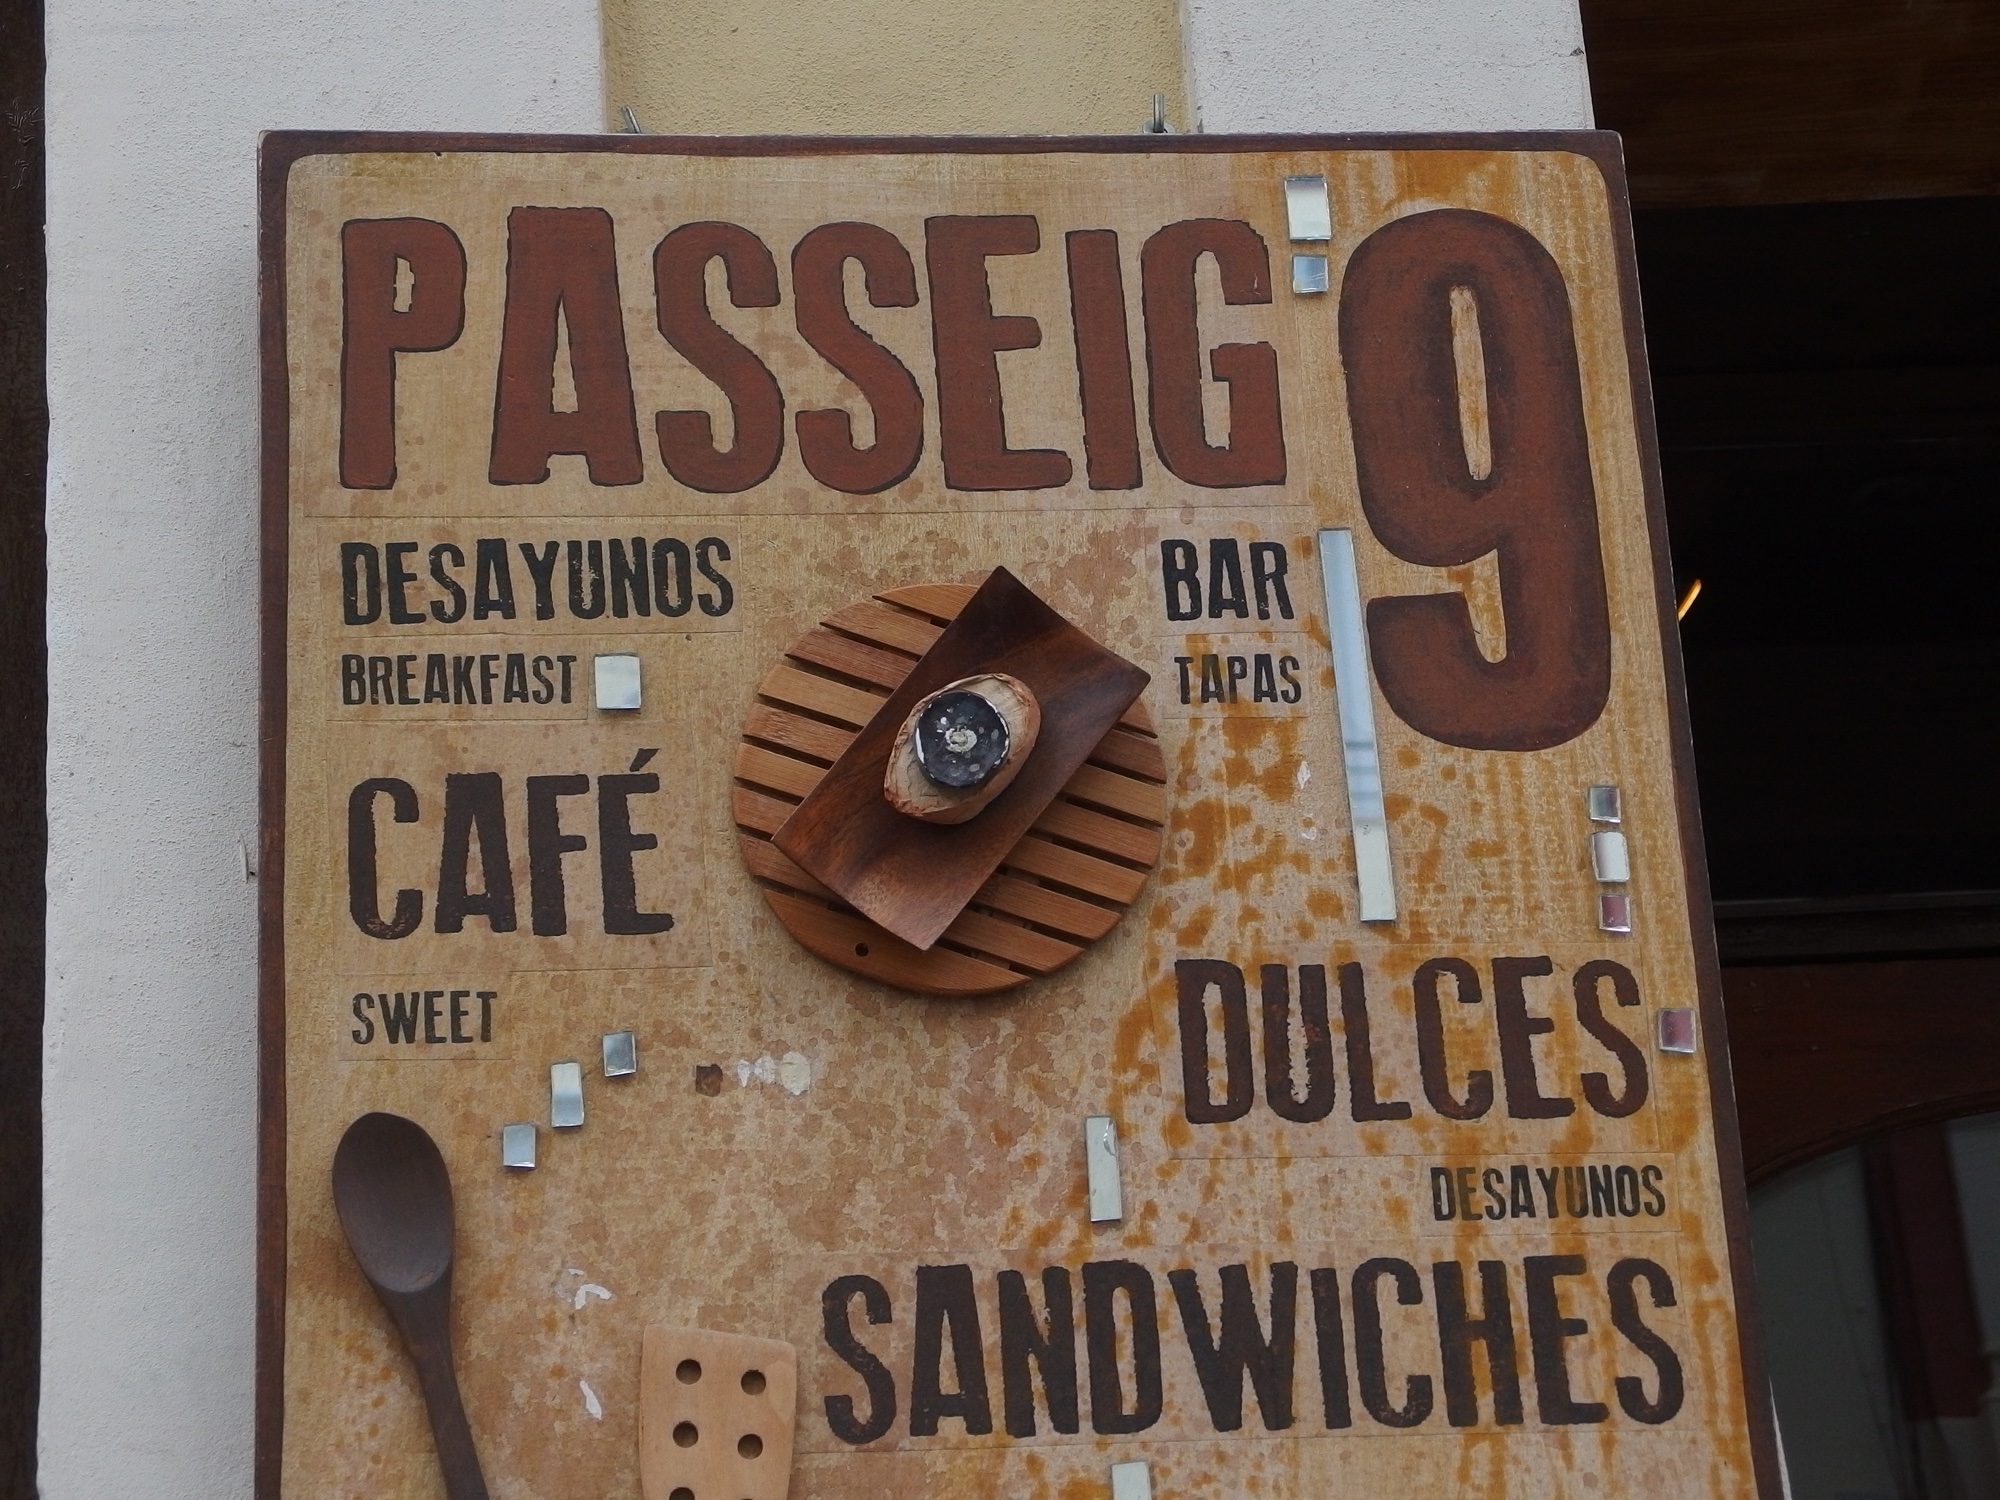 PASSEIG 9
DESAYUNOS
BAR
BREAKFAST
TAPAS
CAFÉ
DULCES
SWEET
DESAYUNOS
SANDWICHES